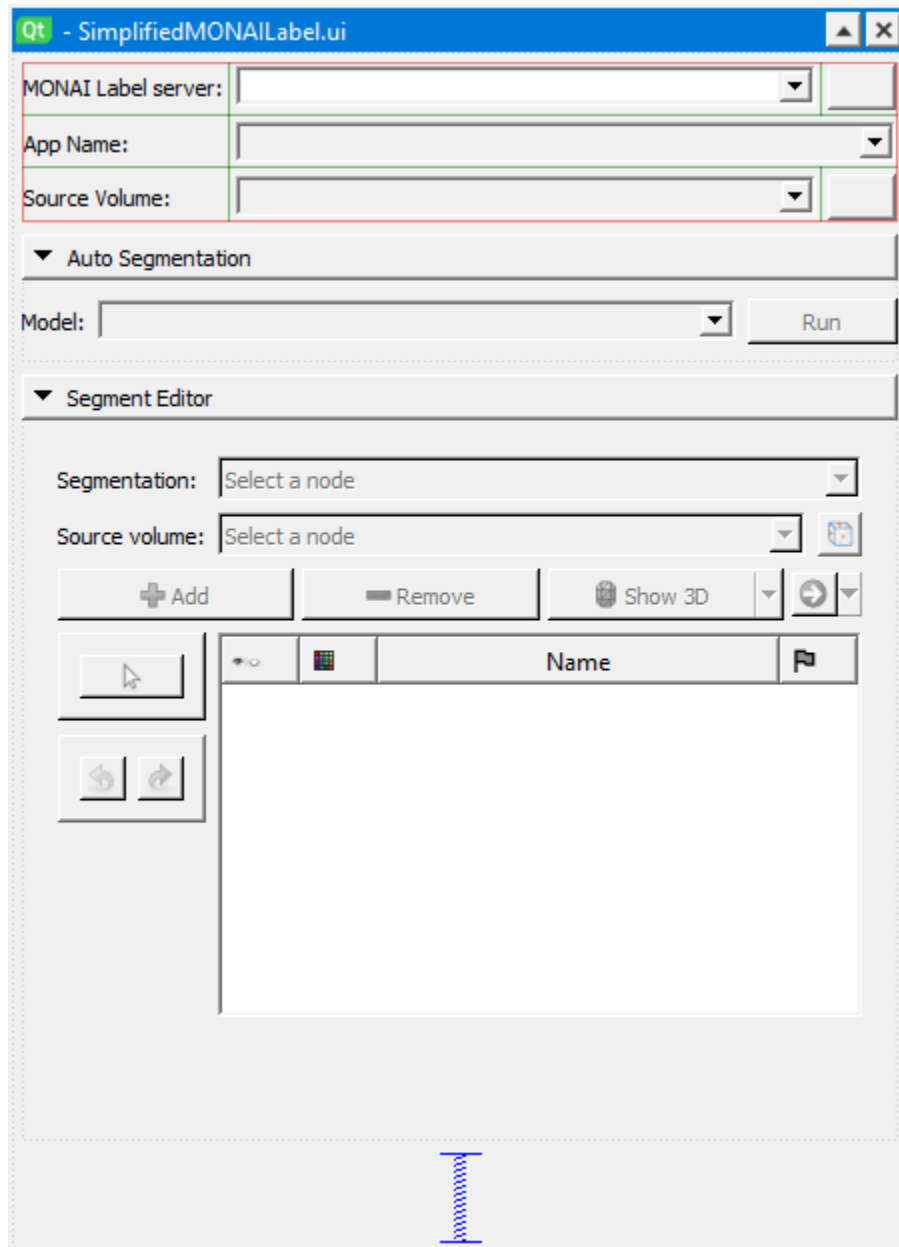 Qt - SimplifiedMONAILabel.ui
MONAI Label server:
App Name:
Source Volume:
Auto Segmentation
Model: Run
Segment Editor
Segmentation: Select a node
Source volume: Select a node
Add Remove Show 3D
Name